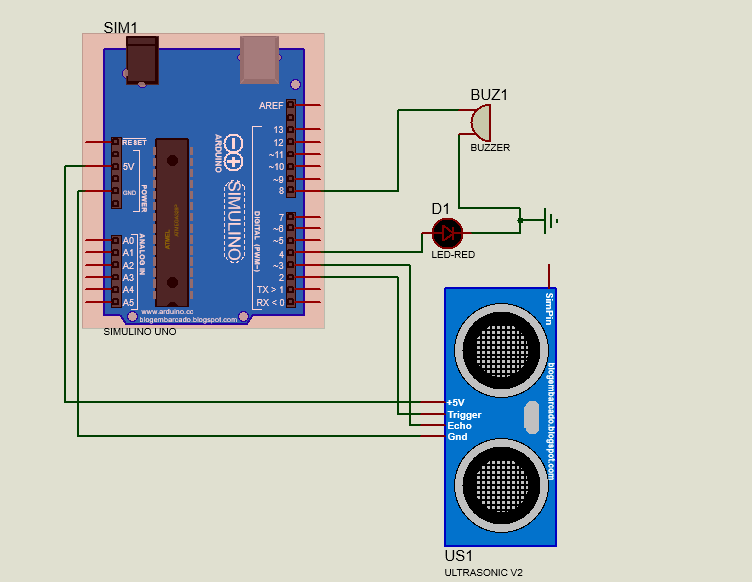 SIM1
AREF
13
12
~11
~10
~9
8
RESET
5V
GND
POWER
ARDUINO
SIMULINO
ATMEL
DIGITAL (PWM~)
7
~6
~5
4
~3
2
TX > 1
RX < 0
ANALOG IN
A0
A1
A2
A3
A4
A5
www.arduino.cc
blogembarcado.blogspot.com
SIMULINO UNO
BUZ1
BUZZER
D1
LED-RED
SimPin
blogembarcado.blogspot.com
+5V
Trigger
Echo
Gnd
US1
ULTRASONIC V2